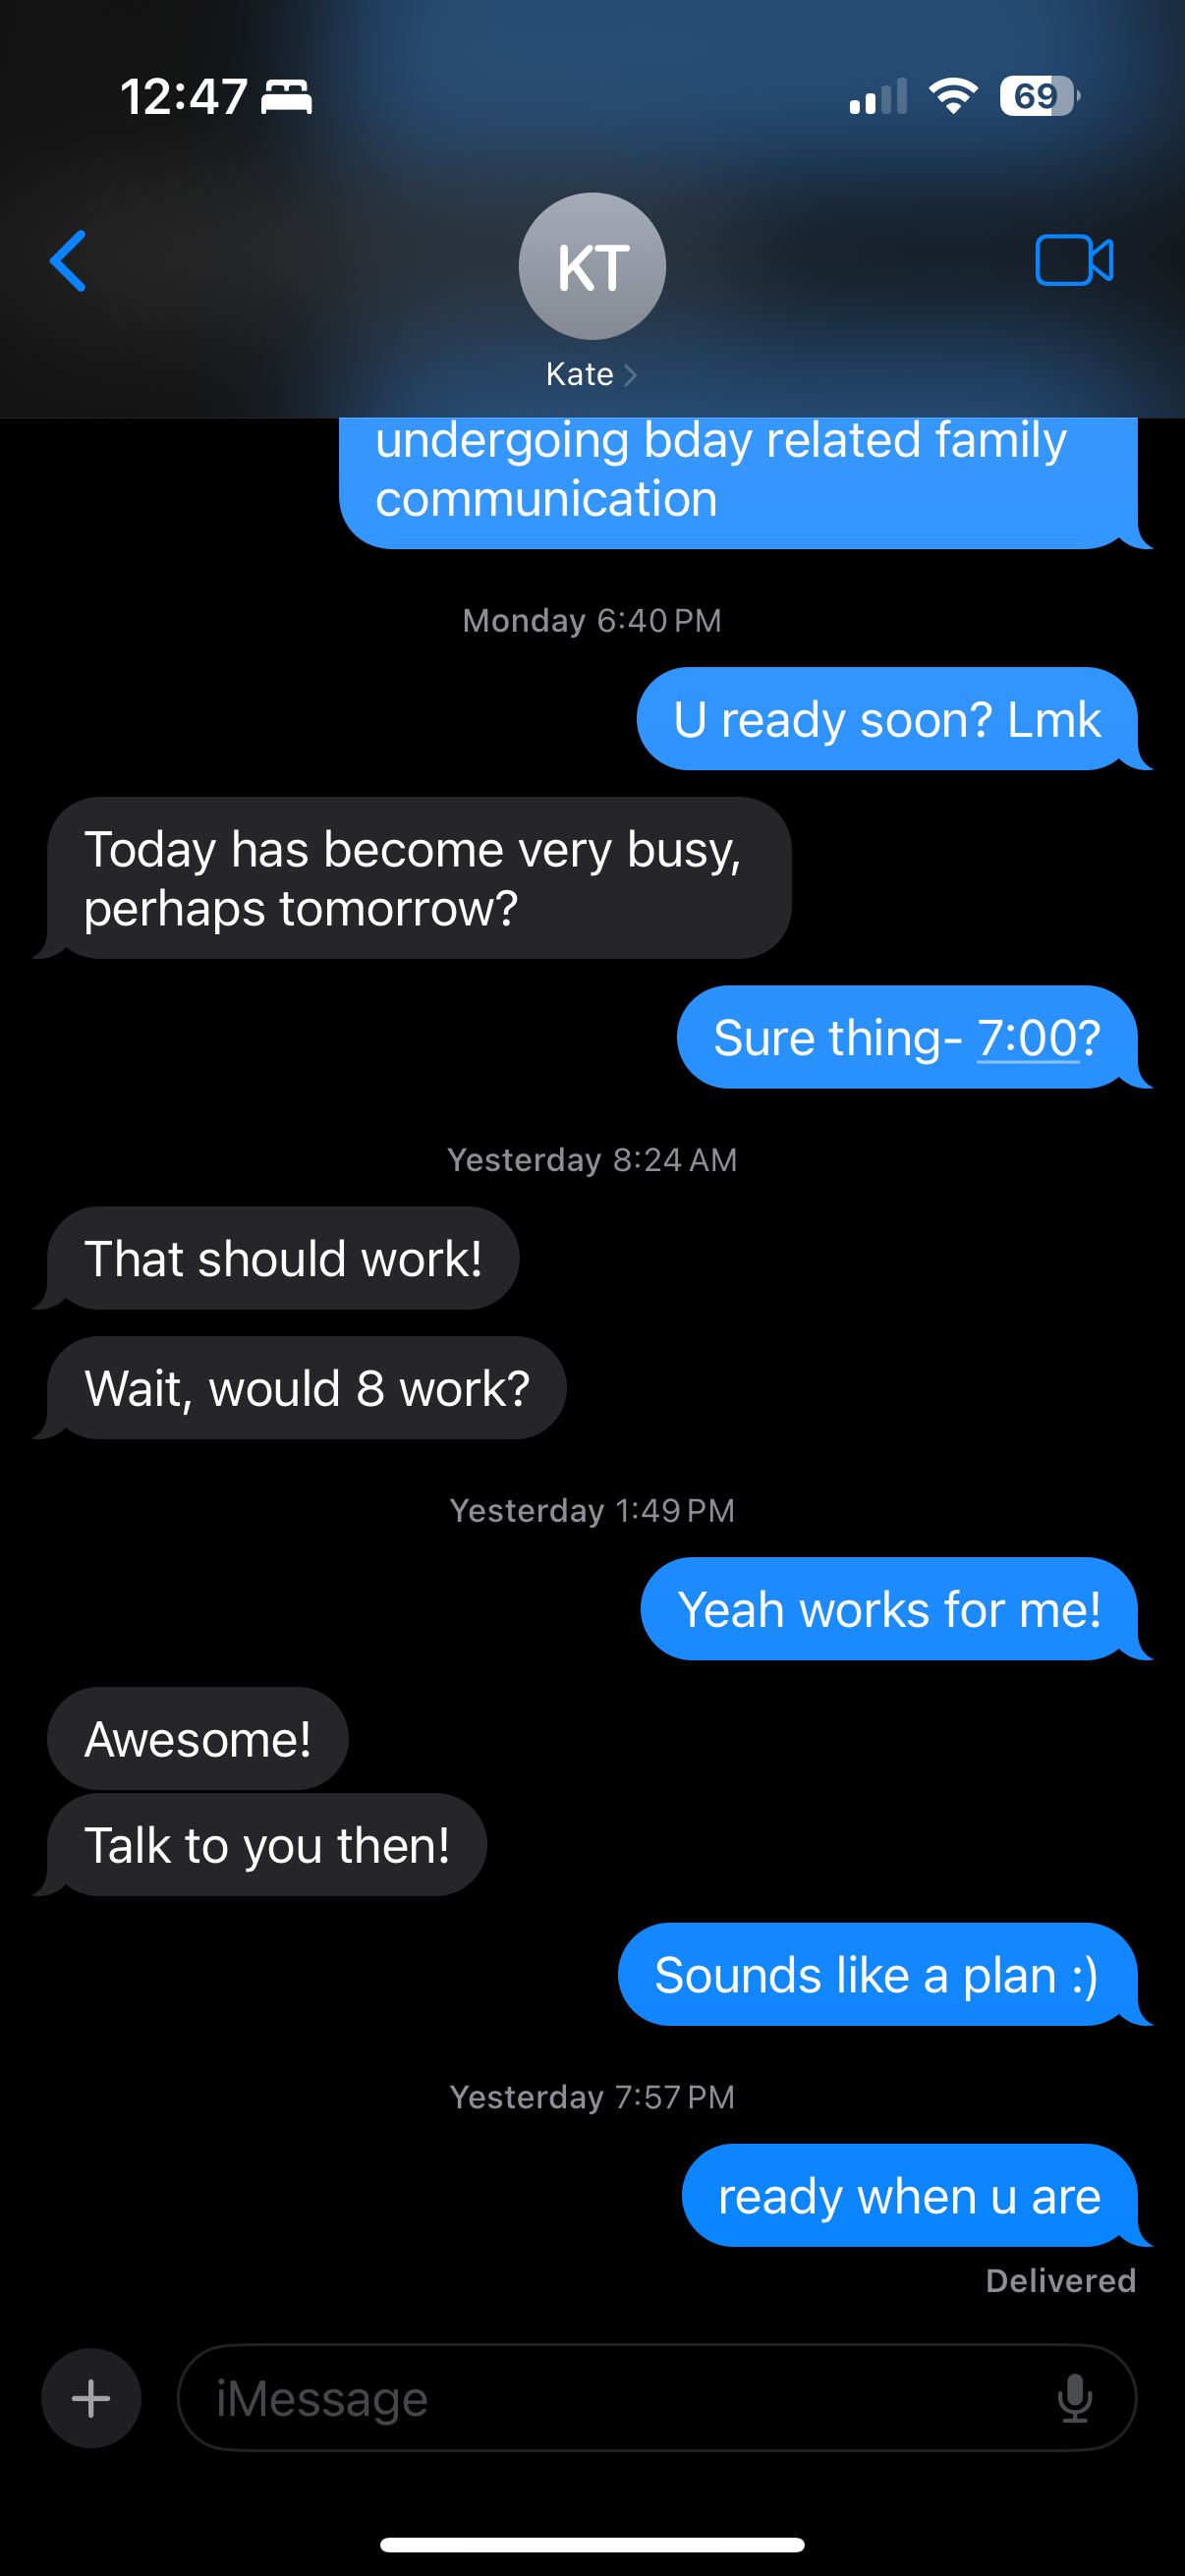 12:47
69
KT
Kate
undergoing bday related family
communication
Monday 6:40 PM
U ready soon? Lmk
Today has become very busy,
perhaps tomorrow?
Sure thing- 7:00?
Yesterday 8:24 AM
That should work!
Wait, would 8 work?
Yesterday 1:49 PM
Yeah works for me!
Awesome!
Talk to you then!
Sounds like a plan :)
Yesterday 7:57 PM
ready when u are
Delivered
iMessage